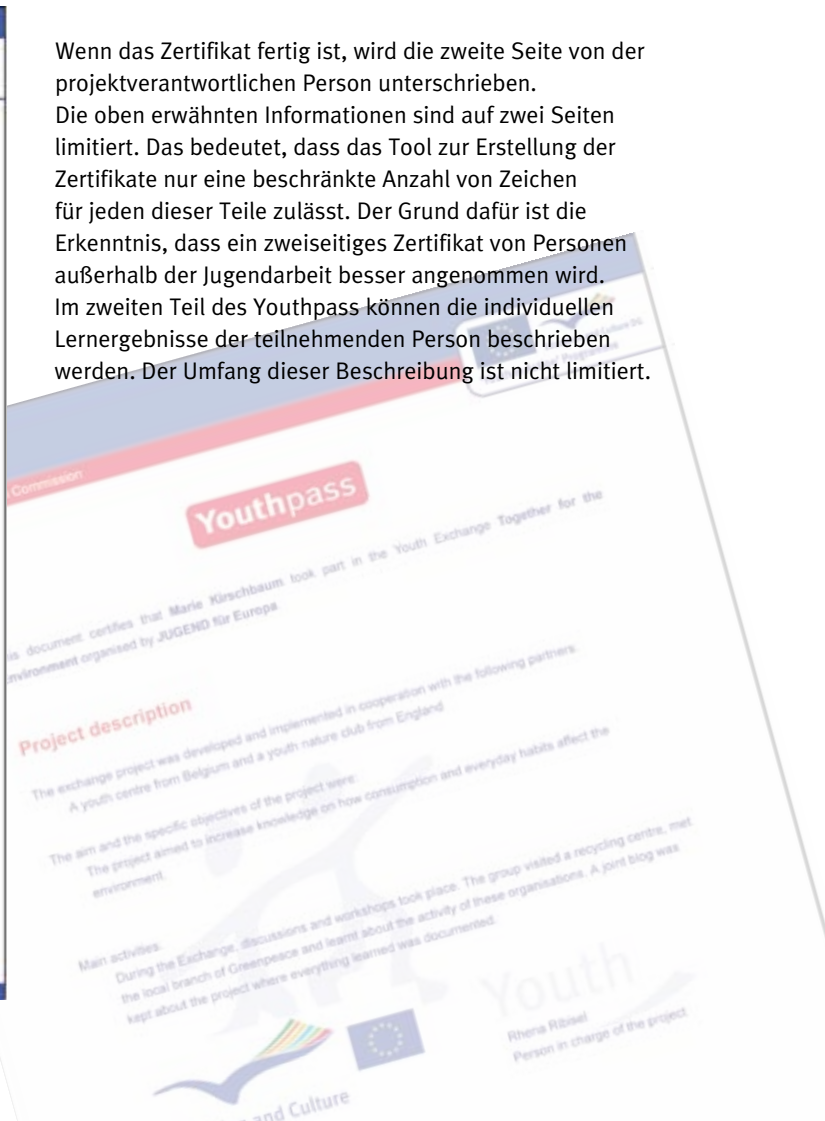 Wenn das Zertifikat fertig ist, wird die zweite Seite von der
projektverantwortlichen Person unterschrieben.
Die oben erwähnten Informationen sind auf zwei Seiten
limitiert. Das bedeutet, dass das Tool zur Erstellung der
Zertifikate nur eine beschränkte Anzahl von Zeichen
für jeden dieser Teile zulässt. Der Grund dafür ist die
Erkenntnis, dass ein zweiseitiges Zertifikat von Personen
außerhalb der Jugendarbeit besser angenommen wird.
Im zweiten Teil des Youthpass können die individuellen
Lernergebnisse der teilnehmenden Person beschrieben
werden. Der Umfang dieser Beschreibung ist nicht limitiert.
Commission
Youthpass
document certifies that Marie Kirschbaum took part in the Youth Exchange Together for the
organised by JUGEND für Europa
Project description
The exchange project was developed and implemented in cooperation with the following partners:
A youth centre from Belgium and a youth nature club from England
The aim and the specific objectives of the project were:
The project aimed to increase knowledge on how consumption and everyday habits affect the
environment.
Main activities:
During the Exchange, discussions and workshops took place. The group visited a recycling centre, met
the local branch of Greenpeace and learnt about the activity of these organisations. A joint blog was
kept about the project where everything learned was documented.
Youth
Rhena Ribisel
Person in charge of the project
and Culture